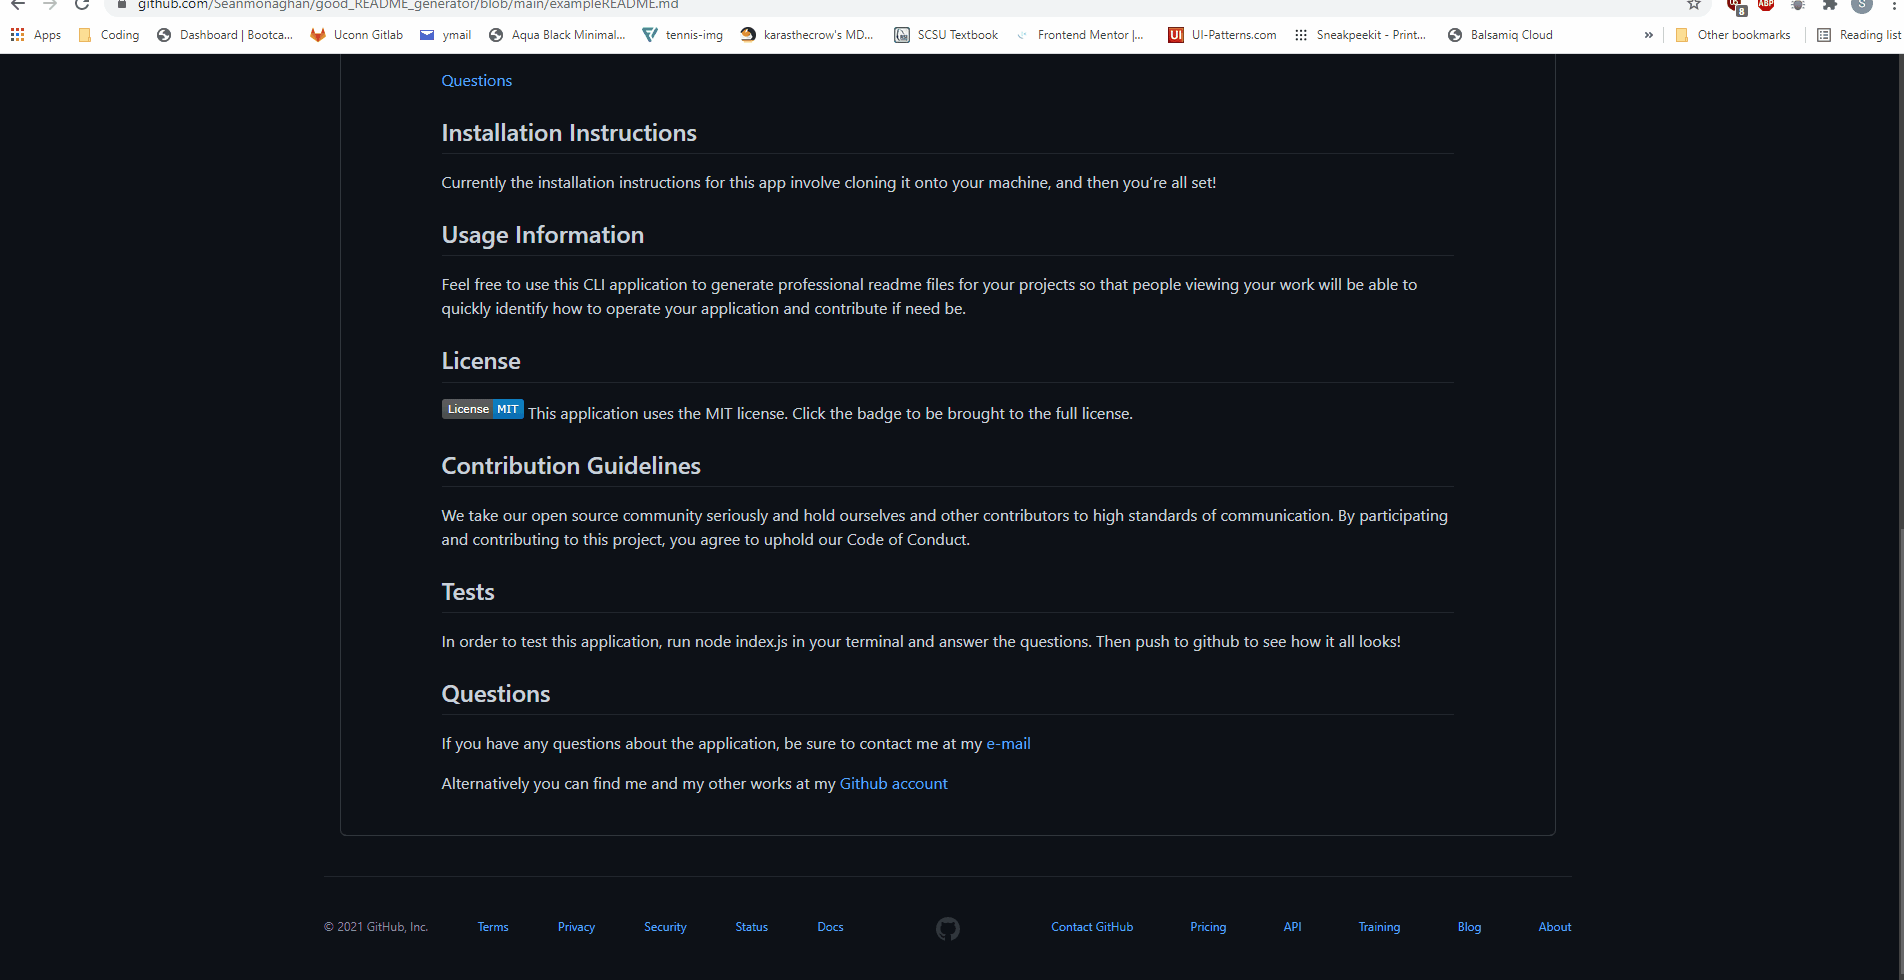 github.com/Seanmonaghan/good_README_generator/blob/main/exampleREADME.md
8 ABP S
Apps Coding Dashboard | Bootca... Uconn Gitlab ymail Aqua Black Minimal... tennis-img karasthecrow's MD... SCSU Textbook Frontend Mentor |... UI UI-Patterns.com Sneakpeekit - Print... Balsamiq Cloud » Other bookmarks Reading list
Questions
Installation Instructions
Currently the installation instructions for this app involve cloning it onto your machine, and then you're all set!
Usage Information
Feel free to use this CLI application to generate professional readme files for your projects so that people viewing your work will be able to
quickly identify how to operate your application and contribute if need be.
License
License MIT This application uses the MIT license. Click the badge to be brought to the full license.
Contribution Guidelines
We take our open source community seriously and hold ourselves and other contributors to high standards of communication. By participating
and contributing to this project, you agree to uphold our Code of Conduct.
Tests
In order to test this application, run node index.js in your terminal and answer the questions. Then push to github to see how it all looks!
Questions
If you have any questions about the application, be sure to contact me at my e-mail
Alternatively you can find me and my other works at my Github account
© 2021 GitHub, Inc. Terms Privacy Security Status Docs Contact GitHub Pricing API Training Blog About